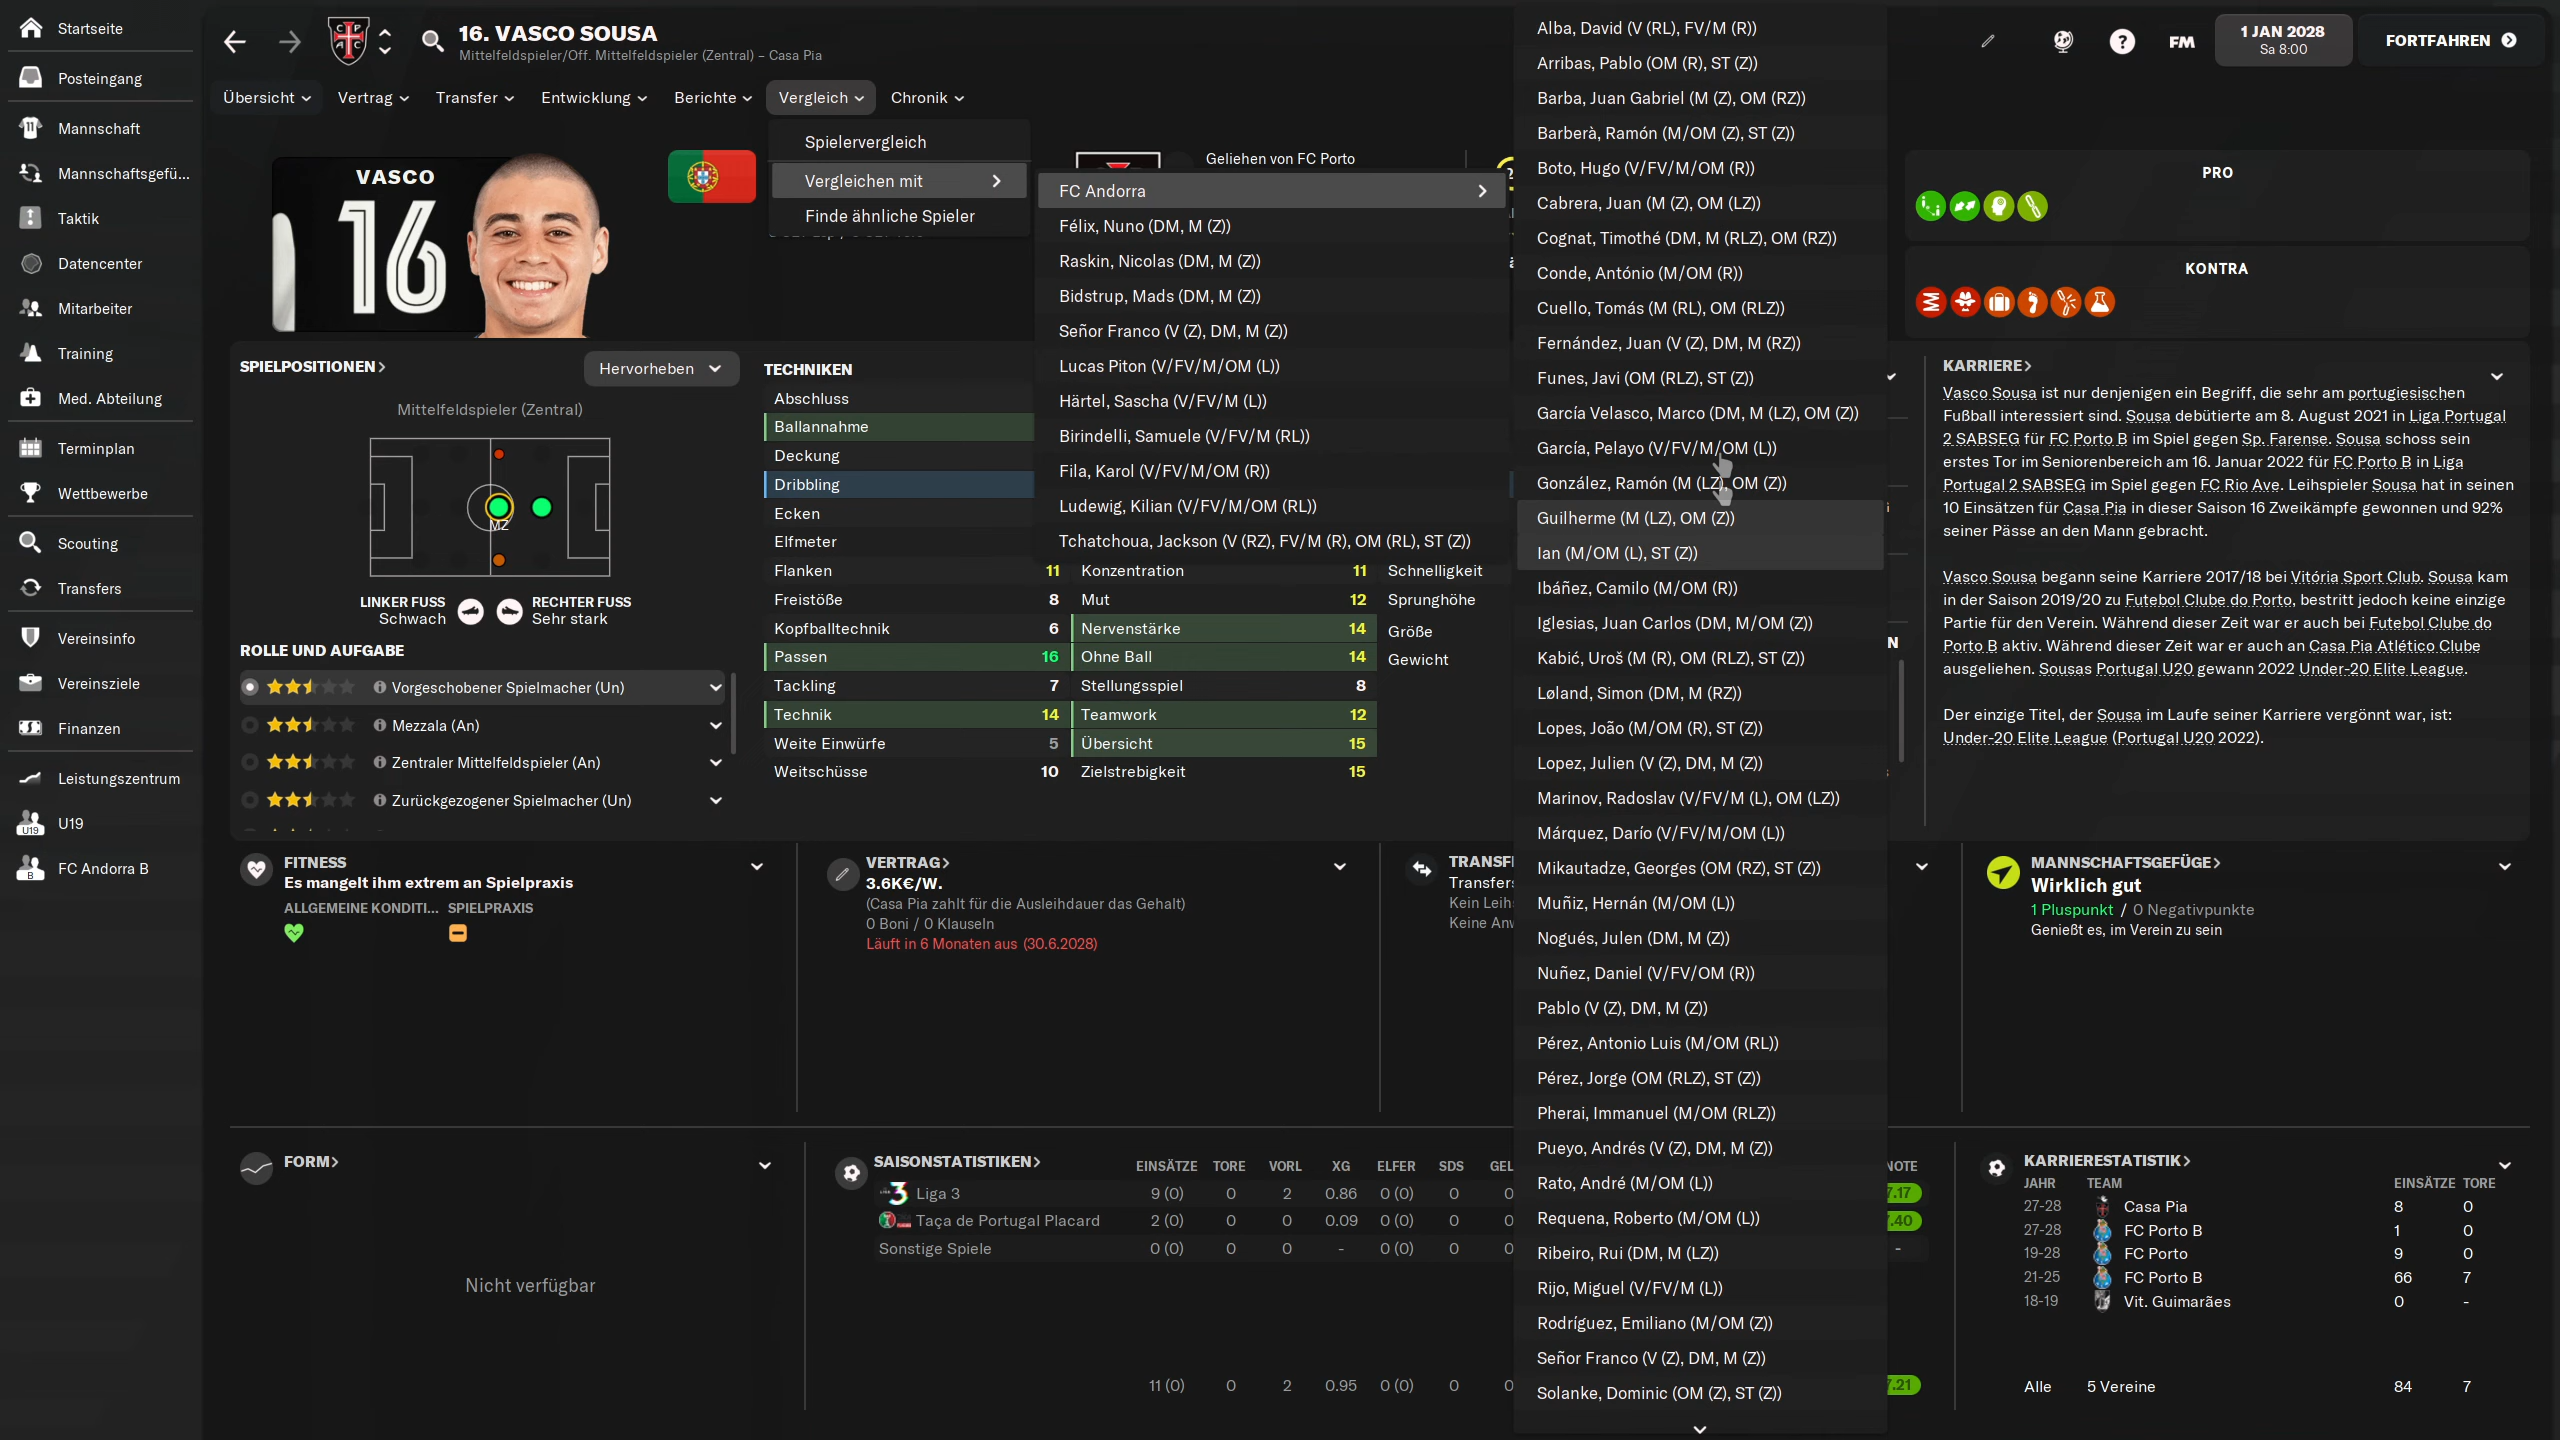 Startseite
Posteingang
Mannschaft
Mannschaftsgefü...
Taktik
Datencenter
Mitarbeiter
Training
Med. Abteilung
Terminplan
Wettbewerbe
Scouting
Transfers
Vereinsinfo
Vereinsziele
Finanzen
Leistungszentrum
U19
FC Andorra B
16. VASCO SOUSA
Mittelfeldspieler/Off. Mittelfeldspieler (Zentral) – Casa Pia
FM
1 JAN 2028
Sa 8:00
FORTFAHREN
Übersicht
Vertrag
Transfer
Entwicklung
Berichte
Vergleich
Chronik
Spielervergleich
Vergleichen mit
Finde ähnliche Spieler
VASCO
16
Geliehen von FC Porto
FC Andorra
Félix, Nuno (DM, M (Z))
Raskin, Nicolas (DM, M (Z))
Bidstrup, Mads (DM, M (Z))
Señor Franco (V (Z), DM, M (Z))
Lucas Piton (V/FV/M/OM (L))
Härtel, Sascha (V/FV/M (L))
Birindelli, Samuele (V/FV/M (RL))
Fila, Karol (V/FV/M/OM (R))
Ludewig, Kilian (V/FV/M/OM (RL))
Tchatchoua, Jackson (V (RZ), FV/M (R), OM (RL), ST (Z))
Alba, David (V (RL), FV/M (R))
Arribas, Pablo (OM (R), ST (Z))
Barba, Juan Gabriel (M (Z), OM (RZ))
Barberà, Ramón (M/OM (Z), ST (Z))
Boto, Hugo (V/FV/M/OM (R))
Cabrera, Juan (M (Z), OM (LZ))
Cognat, Timothé (DM, M (RLZ), OM (RZ))
Conde, António (M/OM (R))
Cuello, Tomás (M (RL), OM (RLZ))
Fernández, Juan (V (Z), DM, M (RZ))
Funes, Javi (OM (RLZ), ST (Z))
García Velasco, Marco (DM, M (LZ), OM (Z))
García, Pelayo (V/FV/M/OM (L))
González, Ramón (M (LZ), OM (Z))
Guilherme (M (LZ), OM (Z))
Ian (M/OM (L), ST (Z))
Ibáñez, Camilo (M/OM (R))
Iglesias, Juan Carlos (DM, M/OM (Z))
Kabić, Uroš (M (R), OM (RLZ), ST (Z))
Løland, Simon (DM, M (RZ))
Lopes, João (M/OM (R), ST (Z))
Lopez, Julien (V (Z), DM, M (Z))
Marinov, Radoslav (V/FV/M (L), OM (LZ))
Márquez, Darío (V/FV/M/OM (L))
Mikautadze, Georges (OM (RZ), ST (Z))
Muñiz, Hernán (M/OM (L))
Nogués, Julen (DM, M (Z))
Nuñez, Daniel (V/FV/OM (R))
Pablo (V (Z), DM, M (Z))
Pérez, Antonio Luis (M/OM (RL))
Pérez, Jorge (OM (RLZ), ST (Z))
Pherai, Immanuel (M/OM (RLZ))
Pueyo, Andrés (V (Z), DM, M (Z))
Rato, André (M/OM (L))
Requena, Roberto (M/OM (L))
Ribeiro, Rui (DM, M (LZ))
Rijo, Miguel (V/FV/M (L))
Rodríguez, Emiliano (M/OM (Z))
Señor Franco (V (Z), DM, M (Z))
Solanke, Dominic (OM (Z), ST (Z))
PRO
KONTRA
SPIELPOSITIONEN
Hervorheben
Mittelfeldspieler (Zentral)
MZ
LINKER FUSS
Schwach
RECHTER FUSS
Sehr stark
ROLLE UND AUFGABE
Vorgeschobener Spielmacher (Un)
Mezzala (An)
Zentraler Mittelfeldspieler (An)
Zurückgezogener Spielmacher (Un)
TECHNIKEN
Abschluss
Ballannahme
Deckung
Dribbling
Ecken
Elfmeter
Flanken 11
Freistöße 8
Kopfballtechnik 6
Passen 16
Tackling 7
Technik 14
Weite Einwürfe 5
Weitschüsse 10
Konzentration 11
Mut 12
Nervenstärke 14
Ohne Ball 14
Stellungsspiel 8
Teamwork 12
Übersicht 15
Zielstrebigkeit 15
Schnelligkeit
Sprunghöhe
Größe
Gewicht
KARRIERE
Vasco Sousa ist nur denjenigen ein Begriff, die sehr am portugiesischen
Fußball interessiert sind. Sousa debütierte am 8. August 2021 in Liga Portugal
2 SABSEG für FC Porto B im Spiel gegen Sp. Farense. Sousa schoss sein
erstes Tor im Seniorenbereich am 16. Januar 2022 für FC Porto B in Liga
Portugal 2 SABSEG im Spiel gegen FC Rio Ave. Leihspieler Sousa hat in seinen
10 Einsätzen für Casa Pia in dieser Saison 16 Zweikämpfe gewonnen und 92%
seiner Pässe an den Mann gebracht.
Vasco Sousa begann seine Karriere 2017/18 bei Vitória Sport Club. Sousa kam
in der Saison 2019/20 zu Futebol Clube do Porto, bestritt jedoch keine einzige
Partie für den Verein. Während dieser Zeit war er auch bei Futebol Clube do
Porto B aktiv. Während dieser Zeit war er auch an Casa Pia Atlético Clube
ausgeliehen. Sousas Portugal U20 gewann 2022 Under-20 Elite League.
Der einzige Titel, der Sousa im Laufe seiner Karriere vergönnt war, ist:
Under-20 Elite League (Portugal U20 2022).
FITNESS
Es mangelt ihm extrem an Spielpraxis
ALLGEMEINE KONDITI... SPIELPRAXIS
VERTRAG
3.6K€/W.
(Casa Pia zahlt für die Ausleihdauer das Gehalt)
0 Boni / 0 Klauseln
Läuft in 6 Monaten aus (30.6.2028)
TRANSF
Transfers
Kein Leih
Keine An
MANNSCHAFTSGEFÜGE
Wirklich gut
1 Pluspunkt / 0 Negativpunkte
Genießt es, im Verein zu sein
FORM
Nicht verfügbar
SAISONSTATISTIKEN EINSÄTZE TORE VORL XG ELFER SDS GEL NOTE
Liga 3 9 (0) 0 2 0.86 0 (0) 0 0 7.17
Taça de Portugal Placard 2 (0) 0 0 0.09 0 (0) 0 0 .40
Sonstige Spiele 0 (0) 0 0 - 0 (0) 0 0 -
11 (0) 0 2 0.95 0 (0) 0 0 7.21
KARRIERESTATISTIK
JAHR TEAM EINSÄTZE TORE
27-28 Casa Pia 8 0
27-28 FC Porto B 1 0
19-28 FC Porto 9 0
21-25 FC Porto B 66 7
18-19 Vit. Guimarães 0 -
Alle 5 Vereine 84 7